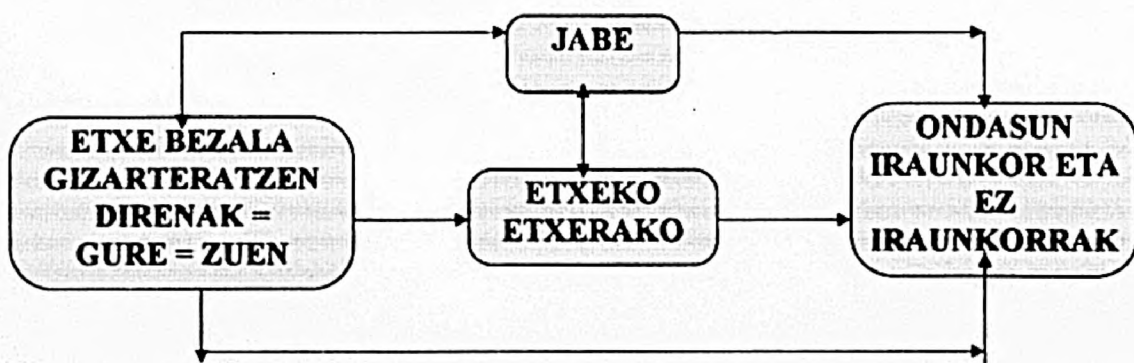 JABE
ETXE BEZALA
GIZARTERATZEN
DIRENAK =
GURE = ZUEN
ETXEKO
ETXERAKO
ONDASUN
IRAUNKOR ETA
EZ
IRAUNKORRAK